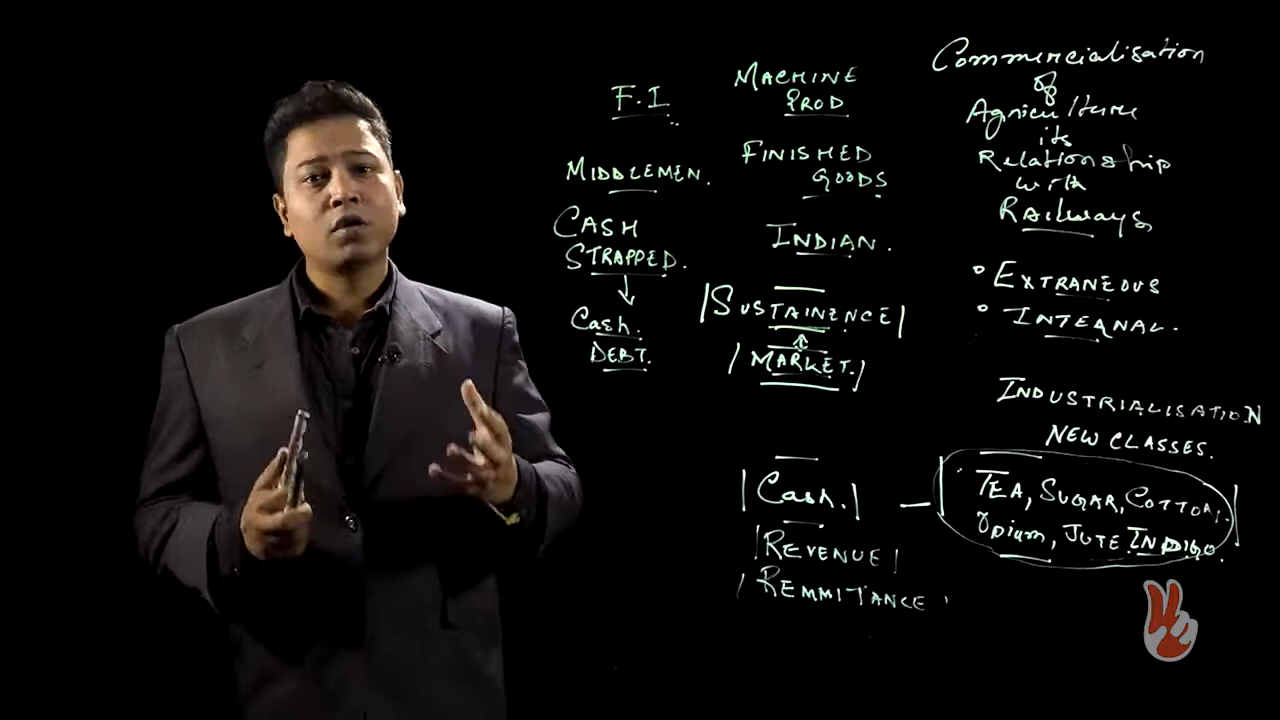 F.I
MIDDLEMEN.
CASH
STRAPPED.
Cash.
DEBT.
MACHINE
PROD
FINISHED
GOODS
INDIAN.
|SUSTAINENCE|
|MARKET.|
|Cash.|
|REVENUE|
|REMMITANCE
Commercialisation
of
Agriculture
its
Relationship
with
Railways
° EXTRANEOUS
° INTERNAL.
INDUSTRIALISATION
NEW CLASSES.
TEA, SUGAR, COTTON,
Opium, JUTE INDIGO.